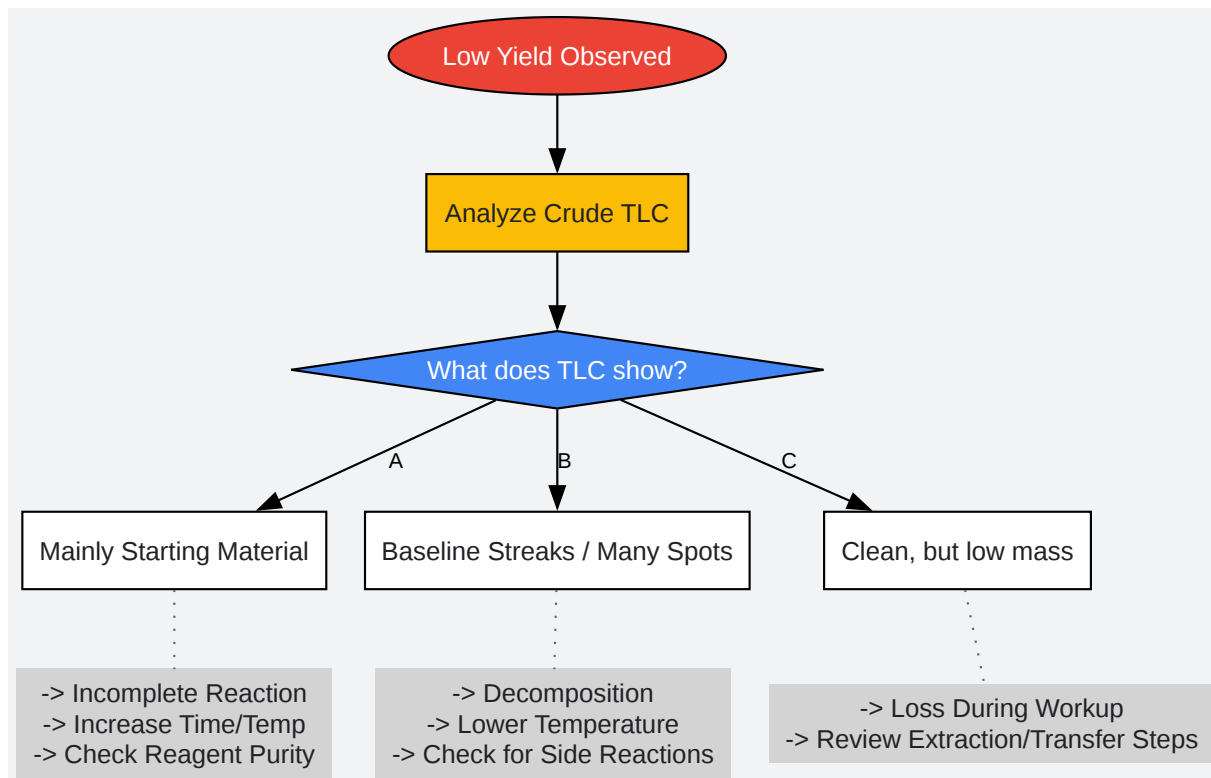 Low Yield Observed
Analyze Crude TLC
What does TLC show?
A
B
C
Mainly Starting Material
Baseline Streaks / Many Spots
Clean, but low mass
-> Incomplete Reaction
-> Increase Time/Temp
-> Check Reagent Purity
-> Decomposition
-> Lower Temperature
-> Check for Side Reactions
-> Loss During Workup
-> Review Extraction/Transfer Steps